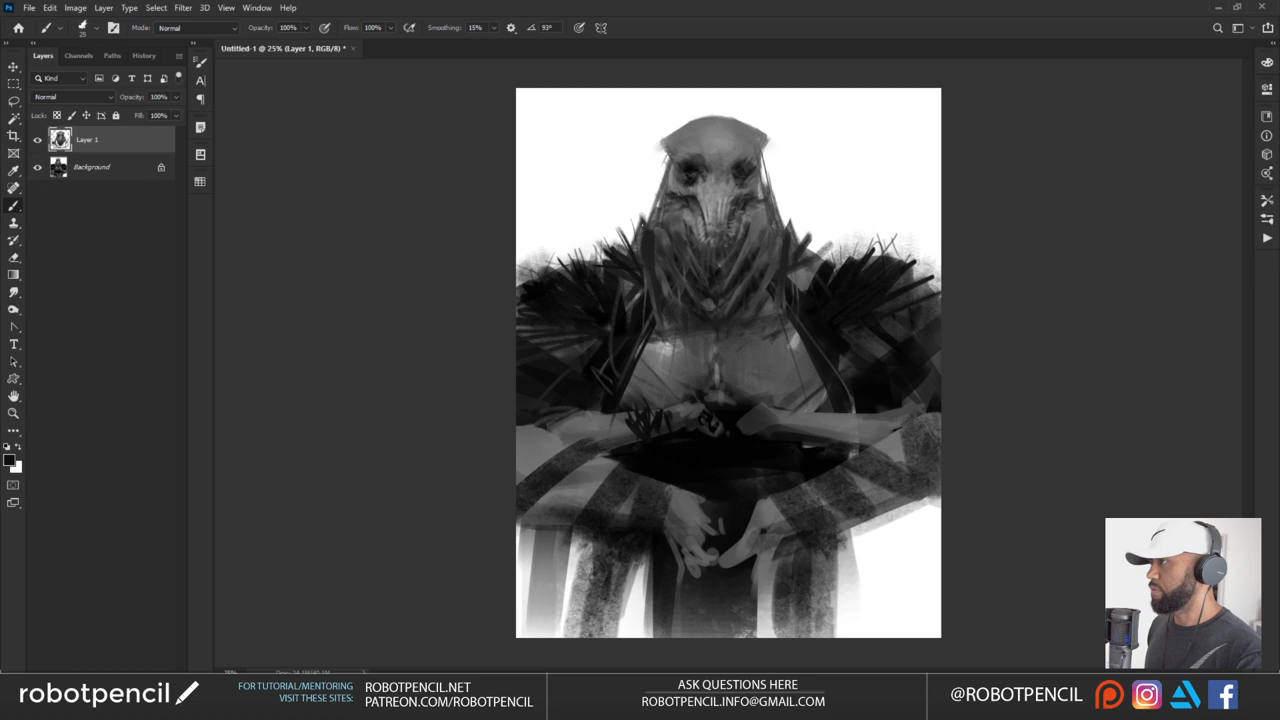 Ps File Edit Image Layer Type Select Filter 3D View Window Help
25 Mode: Normal Opacity: 100% Flow: 100% Smoothing: 15% 93°
Layers Channels Paths History
Untitled-1 @ 25% (Layer 1, RGB/8) *
Kind
Normal Opacity: 100%
Lock: Fill: 100%
Layer 1
Background
robotpencil
FOR TUTORIAL/MENTORING
VISIT THESE SITES:
ROBOTPENCIL.NET
PATREON.COM/ROBOTPENCIL
ASK QUESTIONS HERE
ROBOTPENCIL.INFO@GMAIL.COM
@ROBOTPENCIL